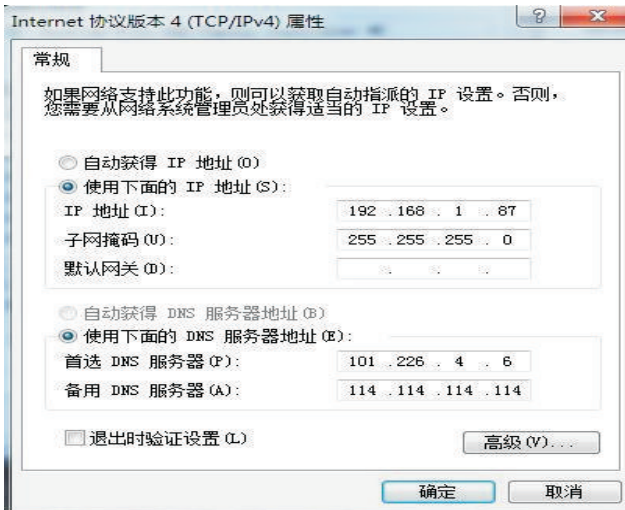 Internet 协议版本 4 (TCP/IPv4) 属性
常规
如果网络支持此功能，则可以获取自动指派的 IP 设置。否则，
您需要从网络系统管理员处获得适当的 IP 设置。
自动获得 IP 地址(O)
使用下面的 IP 地址(S):
IP 地址(I): 192 .168 . 1 . 87
子网掩码(U): 255 .255 .255 . 0
默认网关(D): . . .
自动获得 DNS 服务器地址(B)
使用下面的 DNS 服务器地址(E):
首选 DNS 服务器(P): 101 .226 . 4 . 6
备用 DNS 服务器(A): 114 .114 .114 .114
退出时验证设置(L)
高级(V)...
确定 取消